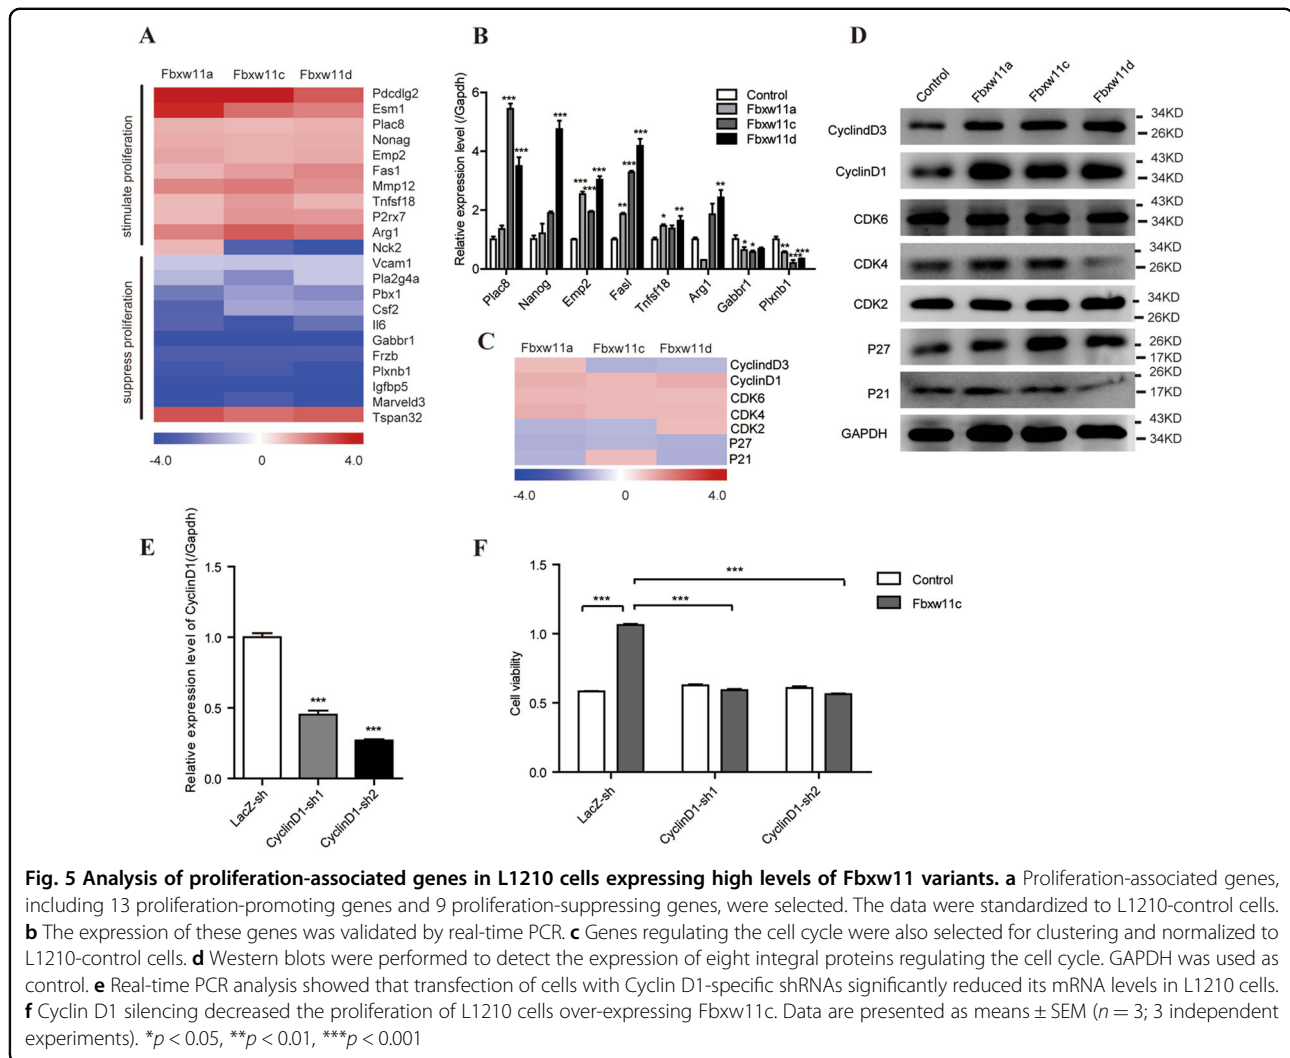 A
Fbxw11a Fbxw11c Fbxw11d
stimulate proliferation
suppress proliferation
Pdcdlg2
Esm1
Plac8
Nonag
Emp2
Fas1
Mmp12
Tnfsf18
P2rx7
Arg1
Nck2
Vcam1
Pla2g4a
Pbx1
Csf2
Il6
Gabbr1
Frzb
Plxnb1
Igfbp5
Marveld3
Tspan32
-4.0 0 4.0
B
Relative expression level (/Gapdh)
6
4
2
0
Control
Fbxw11a
Fbxw11c
Fbxw11d
*** *** *** *** *** *** ** *** *** * ** ** * * ** *** ***
Plac8 Nanog Emp2 Fasl Tnfsf18 Arg1 Gabbr1 Plxnb1
C
Fbxw11a Fbxw11c Fbxw11d
CyclindD3
CyclinD1
CDK6
CDK4
CDK2
P27
P21
-4.0 0 4.0
D
Control Fbxw11a Fbxw11c Fbxw11d
CyclindD3 34KD
26KD
CyclinD1 43KD
34KD
CDK6 43KD
34KD
CDK4 34KD
26KD
CDK2 34KD
26KD
P27 26KD
17KD
P21 26KD
17KD
GAPDH 43KD
34KD
E
Relative expression level of CyclinD1(/Gapdh)
1.5
1.0
0.5
0.0
***
***
LacZ-sh CyclinD1-sh1 CyclinD1-sh2
F
Cell viability
1.5
1.0
0.5
0.0
***
*** ***
Control
Fbxw11c
LacZ-sh CyclinD1-sh1 CyclinD1-sh2
Fig. 5 Analysis of proliferation-associated genes in L1210 cells expressing high levels of Fbxw11 variants. a Proliferation-associated genes,
including 13 proliferation-promoting genes and 9 proliferation-suppressing genes, were selected. The data were standardized to L1210-control cells.
b The expression of these genes was validated by real-time PCR. c Genes regulating the cell cycle were also selected for clustering and normalized to
L1210-control cells. d Western blots were performed to detect the expression of eight integral proteins regulating the cell cycle. GAPDH was used as
control. e Real-time PCR analysis showed that transfection of cells with Cyclin D1-specific shRNAs significantly reduced its mRNA levels in L1210 cells.
f Cyclin D1 silencing decreased the proliferation of L1210 cells over-expressing Fbxw11c. Data are presented as means ± SEM (n = 3; 3 independent
experiments). *p < 0.05, **p < 0.01, ***p < 0.001